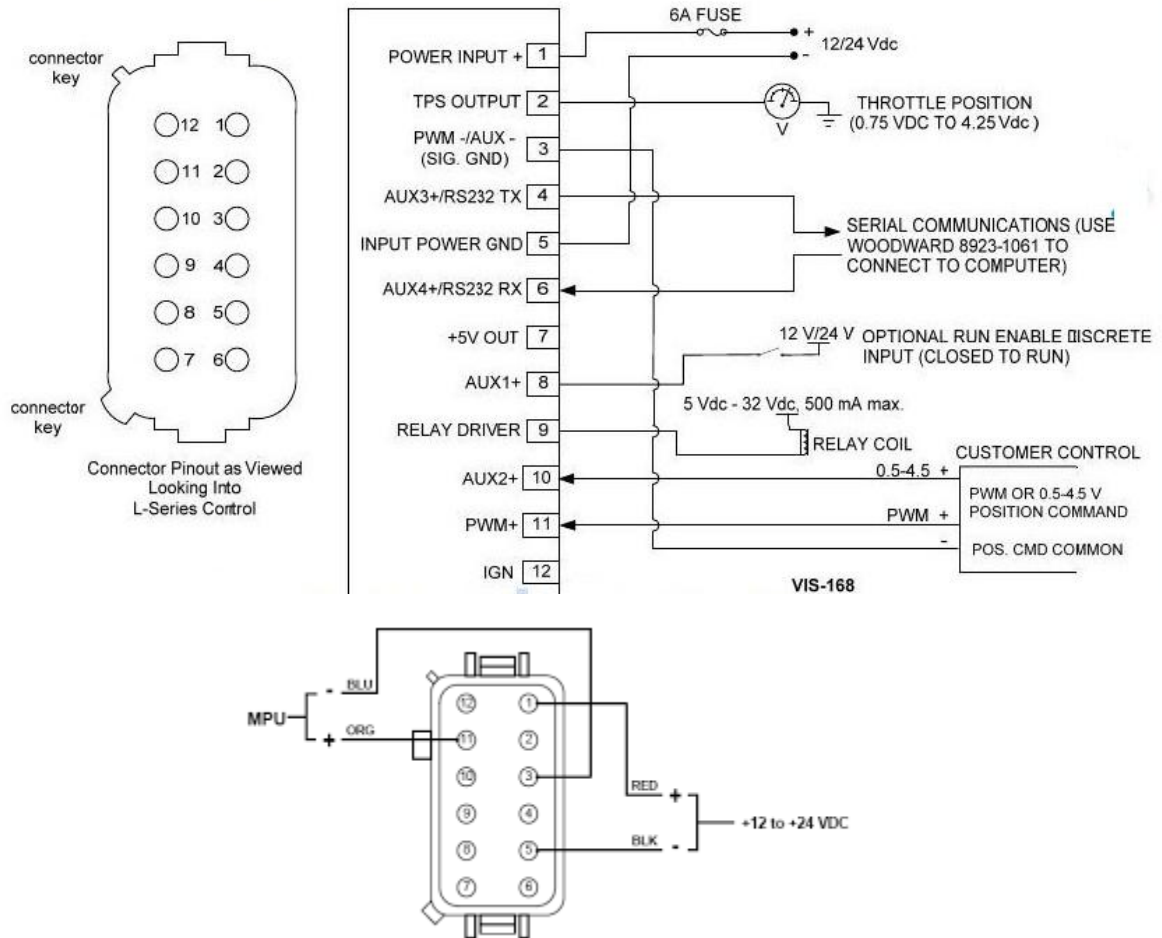 connector
key
12 1
11 2
10 3
9 4
8 5
7 6
connector
key
Connector Pinout as Viewed
Looking Into
L-Series Control
6A FUSE
POWER INPUT + 1
+
-
12/24 Vdc
TPS OUTPUT 2
V
THROTTLE POSITION
(0.75 VDC TO 4.25 Vdc )
PWM -/AUX -
(SIG. GND) 3
AUX3+/RS232 TX 4
INPUT POWER GND 5
SERIAL COMMUNICATIONS (USE
WOODWARD 8923-1061 TO
CONNECT TO COMPUTER)
AUX4+/RS232 RX 6
+5V OUT 7
12 V/24 V
OPTIONAL RUN ENABLE DISCRETE
INPUT (CLOSED TO RUN)
AUX1+ 8
5 Vdc - 32 Vdc, 500 mA max.
RELAY DRIVER 9
RELAY COIL
CUSTOMER CONTROL
AUX2+ 10
0.5-4.5 +
PWM OR 0.5-4.5 V
POSITION COMMAND
PWM+ 11
PWM +
-
POS. CMD COMMON
IGN 12
VIS-168
MPU
- BLU
+ ORG
12 1
11 2
10 3
9 4
8 5
7 6
RED +
BLK -
+12 to +24 VDC